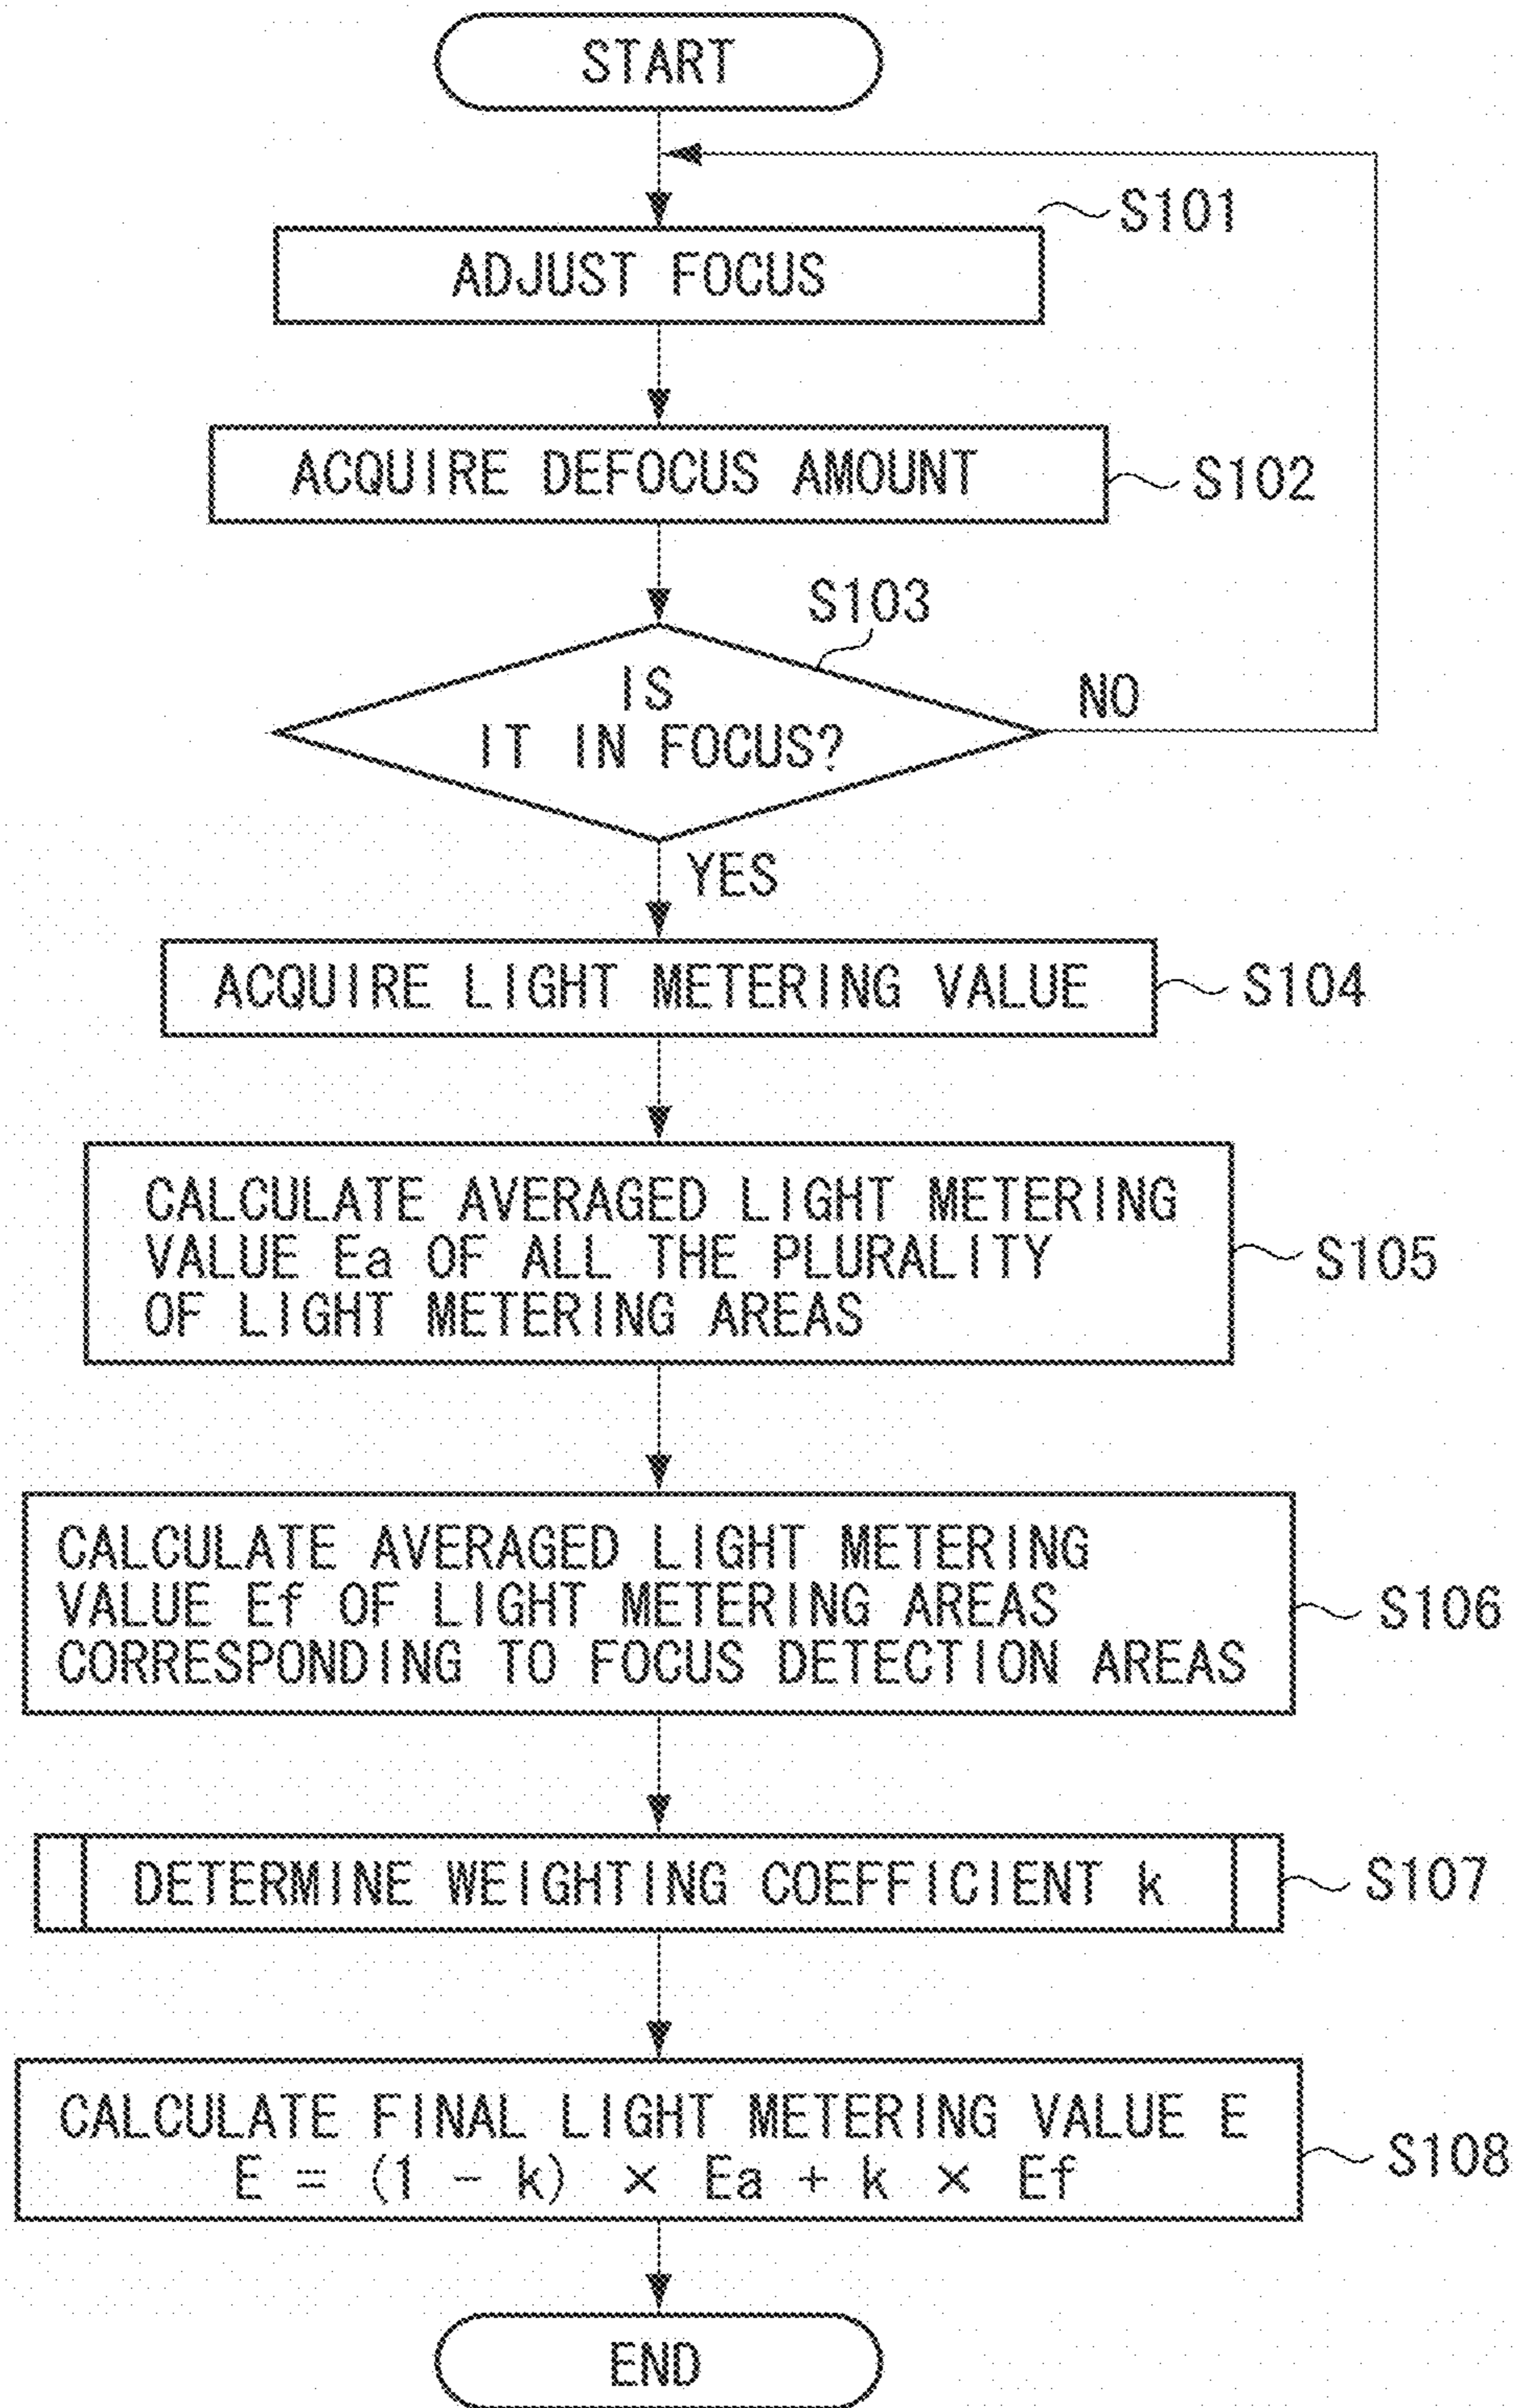 START
S101
ADJUST FOCUS
ACQUIRE DEFOCUS AMOUNT
S102
S103
IS
IT IN FOCUS?
NO
YES
ACQUIRE LIGHT METERING VALUE
S104
CALCULATE AVERAGED LIGHT METERING
VALUE Ea OF ALL THE PLURALITY
OF LIGHT METERING AREAS
S105
CALCULATE AVERAGED LIGHT METERING
VALUE Ef OF LIGHT METERING AREAS
CORRESPONDING TO FOCUS DETECTION AREAS
S106
DETERMINE WEIGHTING COEFFICIENT k
S107
CALCULATE FINAL LIGHT METERING VALUE E
E = (1 - k) × Ea + k × Ef
S108
END